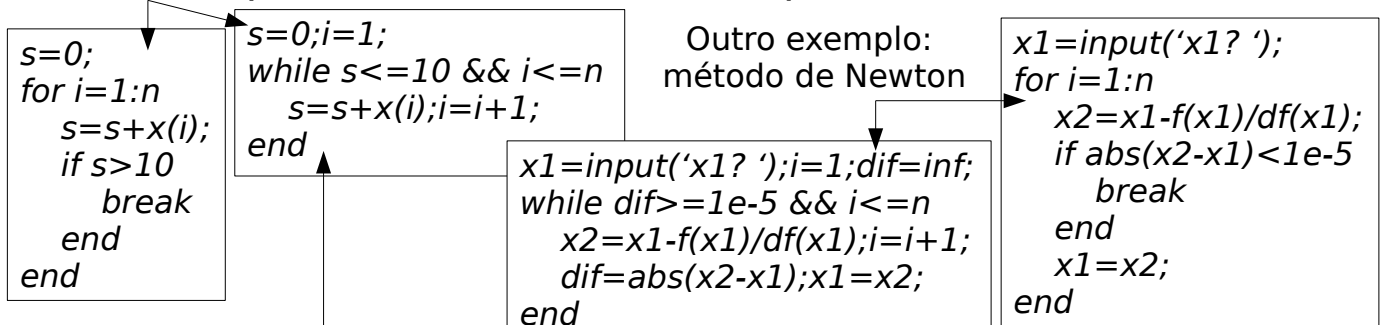 s=0;
for i=1:n
s=s+x(i);
if s>10
break
end
end
s=0;i=1;
while s<=10 && i<=n
s=s+x(i);i=i+1;
end
Outro exemplo:
método de Newton
x1=input(‘x1? ‘);i=1;dif=inf;
while dif>=1e-5 && i<=n
x2=x1-f(x1)/df(x1);i=i+1;
dif=abs(x2-x1);x1=x2;
end
x1=input(‘x1? ‘);
for i=1:n
x2=x1-f(x1)/df(x1);
if abs(x2-x1)<1e-5
break
end
x1=x2;
end